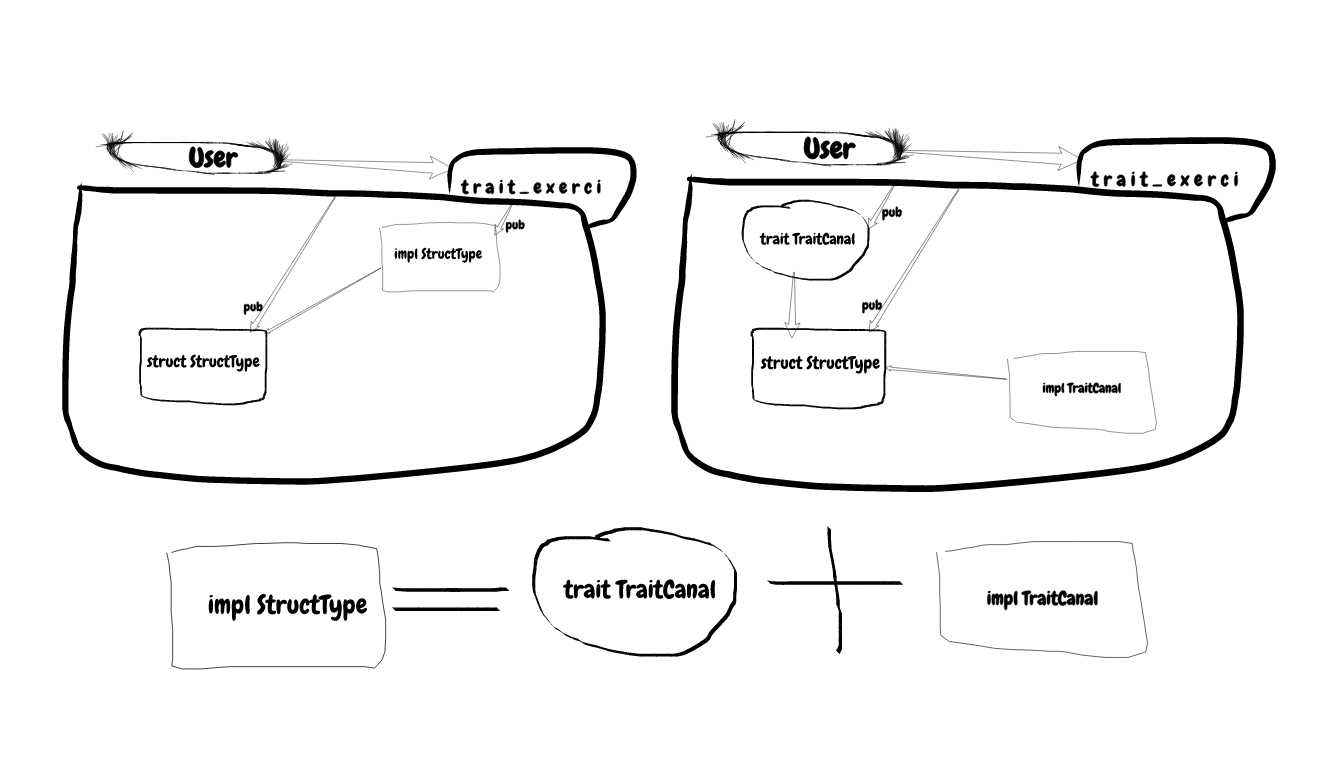 User
trait_exerci
pub
impl StructType
pub
struct StructType
User
trait_exerci
pub
trait TraitCanal
pub
struct StructType
impl TraitCanal
impl StructType
trait TraitCanal
impl TraitCanal